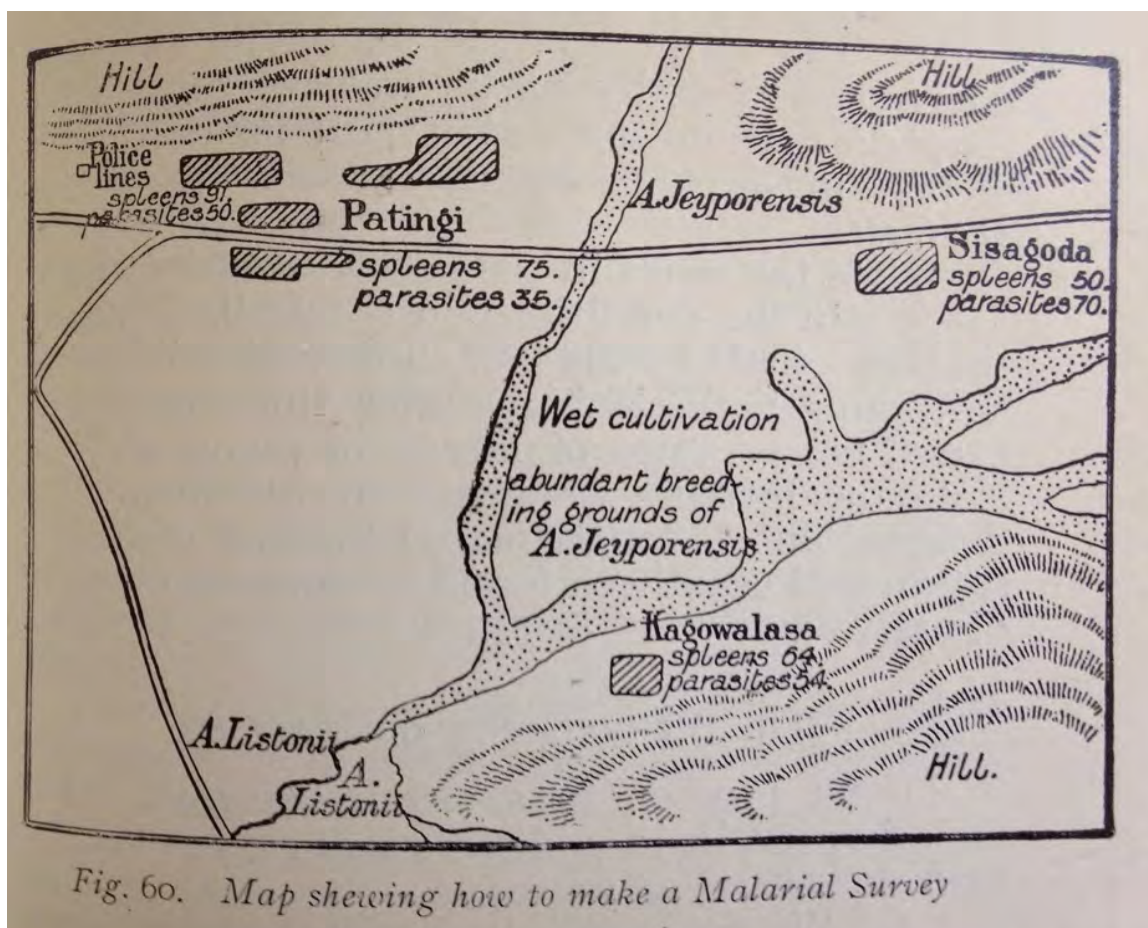 Hill
Hill
Police
lines
spleens 91.
parasites 50.
Patingi
spleens 75.
parasites 35.
A. Jeyporensis
Sisagoda
spleens 50.
parasites 70.
Wet cultivation
abundant breed-
ing grounds of
A. Jeyporensis
Kagowalasa
spleens 64.
parasites 54.
A. Listonii
A.
Listonii
Hill.
Fig. 60. Map shewing how to make a Malarial Survey